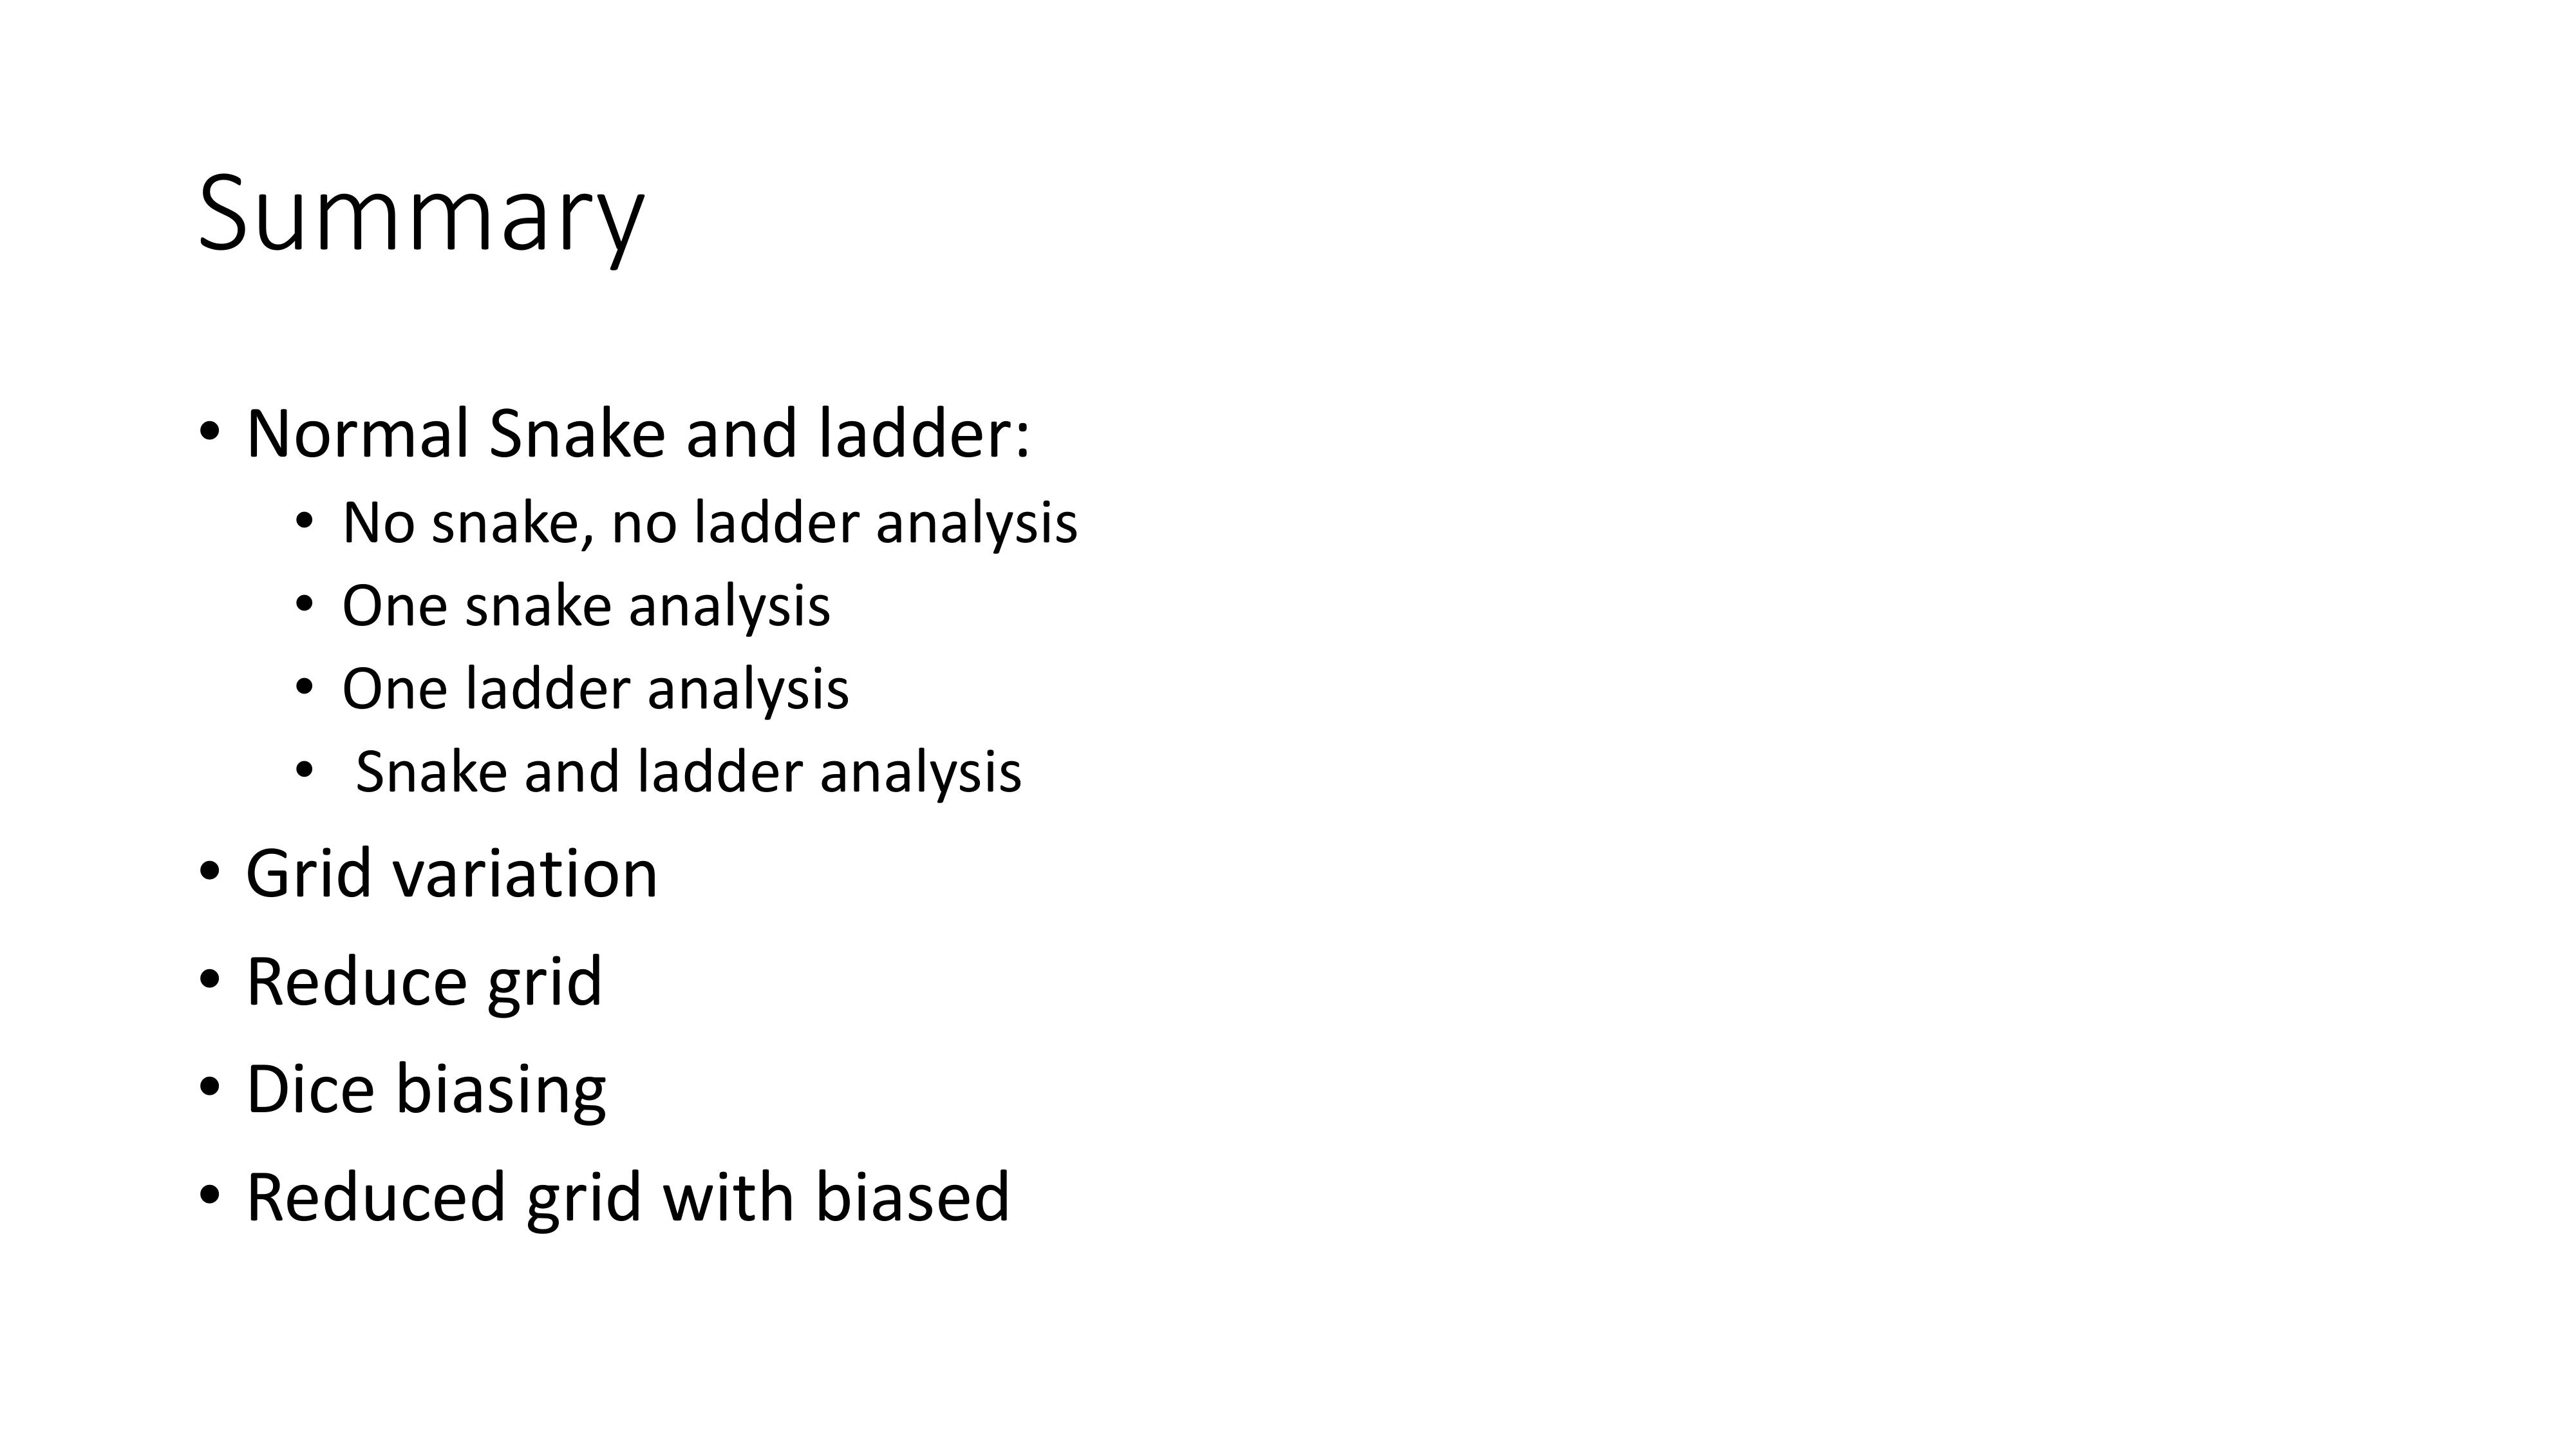 Summary
• Normal Snake and ladder:
• No snake, no ladder analysis
• One snake analysis
• One ladder analysis
• Snake and ladder analysis
• Grid variation
• Reduce grid
• Dice biasing
• Reduced grid with biased